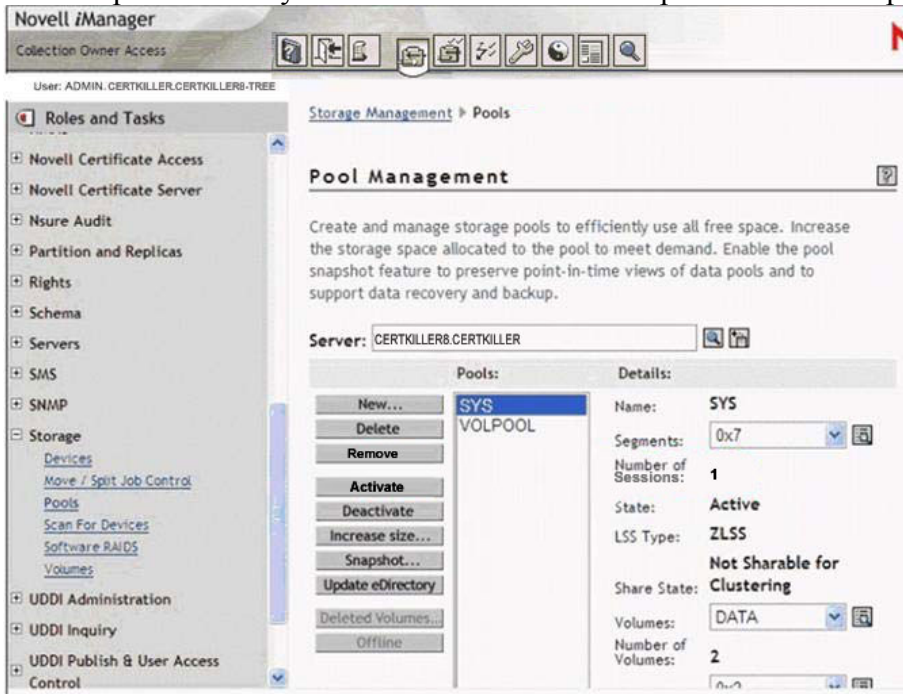 Novell iManager
Collection Owner Access
N
User: ADMIN.CERTKILLER.CERTKILLER8-TREE
Roles and Tasks
Novell Certificate Access
Novell Certificate Server
Nsure Audit
Partition and Replicas
Rights
Schema
Servers
SMS
SNMP
Storage
Devices
Move / Split Job Control
Pools
Scan For Devices
Software RAIDS
Volumes
UDDI Administration
UDDI Inquiry
UDDI Publish & User Access
Control
Storage Management Pools
Pool Management
Create and manage storage pools to efficiently use all free space. Increase
the storage space allocated to the pool to meet demand. Enable the pool
snapshot feature to preserve point-in-time views of data pools and to
support data recovery and backup.
Server: CERTKILLER8.CERTKILLER
Pools:
Details:
New...
Delete
Remove
Activate
Deactivate
Increase size...
Snapshot...
Update eDirectory
Deleted Volumes...
Offline
SYS
VOLPOOL
Name: SYS
Segments: 0x7
Number of
Sessions: 1
State: Active
LSS Type: ZLSS
Not Sharable for
Share State: Clustering
Volumes: DATA
Number of
Volumes: 2